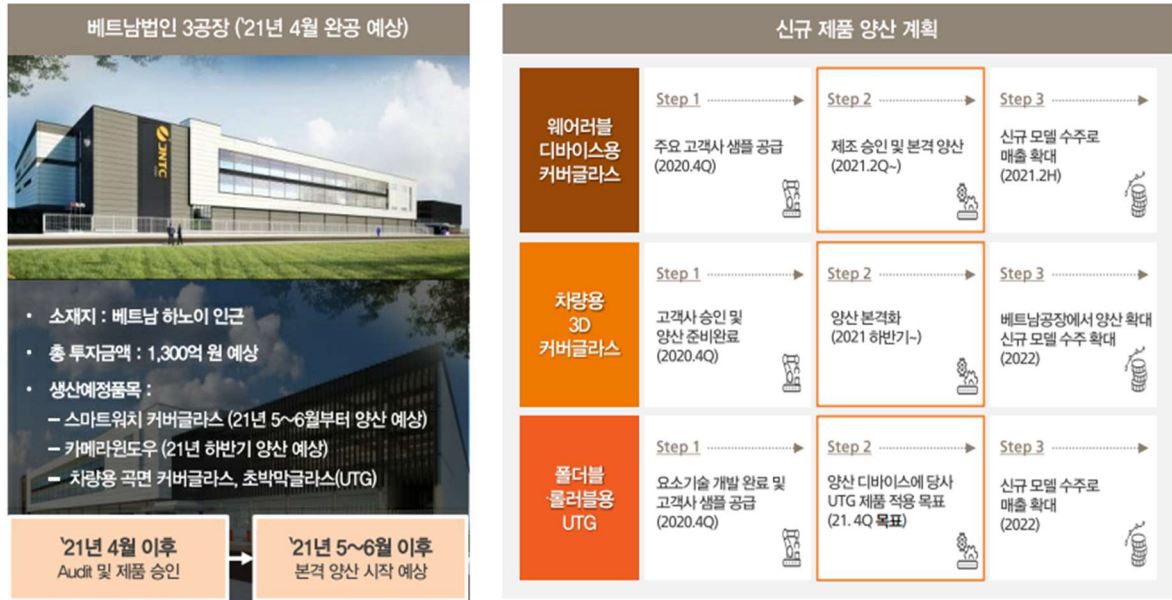 베트남법인 3공장 ('21년 4월 완공 예상)
JNTC
• 소재지 : 베트남 하노이 인근
• 총 투자금액 : 1,300억 원 예상
• 생산예정품목 :
– 스마트워치 커버글라스 (21년 5~6월부터 양산 예상)
– 카메라윈도우 (21년 하반기 양산 예상)
– 차량용 곡면 커버글라스, 초박막글라스(UTG)
'21년 4월 이후
Audit 및 제품 승인
'21년 5~6월 이후
본격 양산 시작 예상
신규 제품 양산 계획
웨어러블
디바이스용
커버글라스
Step 1
주요 고객사 샘플 공급
(2020.4Q)
Step 2
제조 승인 및 본격 양산
(2021.2Q~)
Step 3
신규 모델 수주로
매출 확대
(2021.2H)
차량용
3D
커버글라스
Step 1
고객사 승인 및
양산 준비완료
(2020.4Q)
Step 2
양산 본격화
(2021 하반기~)
Step 3
베트남공장에서 양산 확대
신규 모델 수주 확대
(2022)
폴더블
롤러블용
UTG
Step 1
요소기술 개발 완료 및
고객사 샘플 공급
(2020.4Q)
Step 2
양산 디바이스에 당사
UTG 제품 적용 목표
(21. 4Q 목표)
Step 3
신규 모델 수주로
매출 확대
(2022)